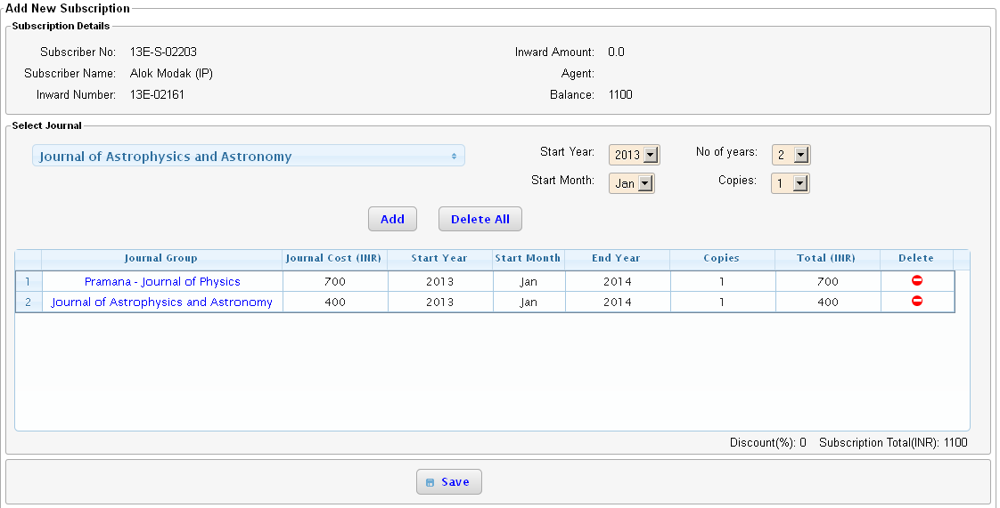 Add New Subscription
Subscription Details
Subscriber No: 13E-S-02203 Inward Amount: 0.0
Subscriber Name: Alok Modak (IP) Agent:
Inward Number: 13E-02161 Balance: 1100
Select Journal
Journal of Astrophysics and Astronomy Start Year: 2013 No of years: 2
Start Month: Jan Copies: 1
Add Delete All
Journal Group Journal Cost (INR) Start Year Start Month End Year Copies Total (INR) Delete
1 Pramana - Journal of Physics 700 2013 Jan 2014 1 700
2 Journal of Astrophysics and Astronomy 400 2013 Jan 2014 1 400
Discount(%): 0 Subscription Total(INR): 1100
Save